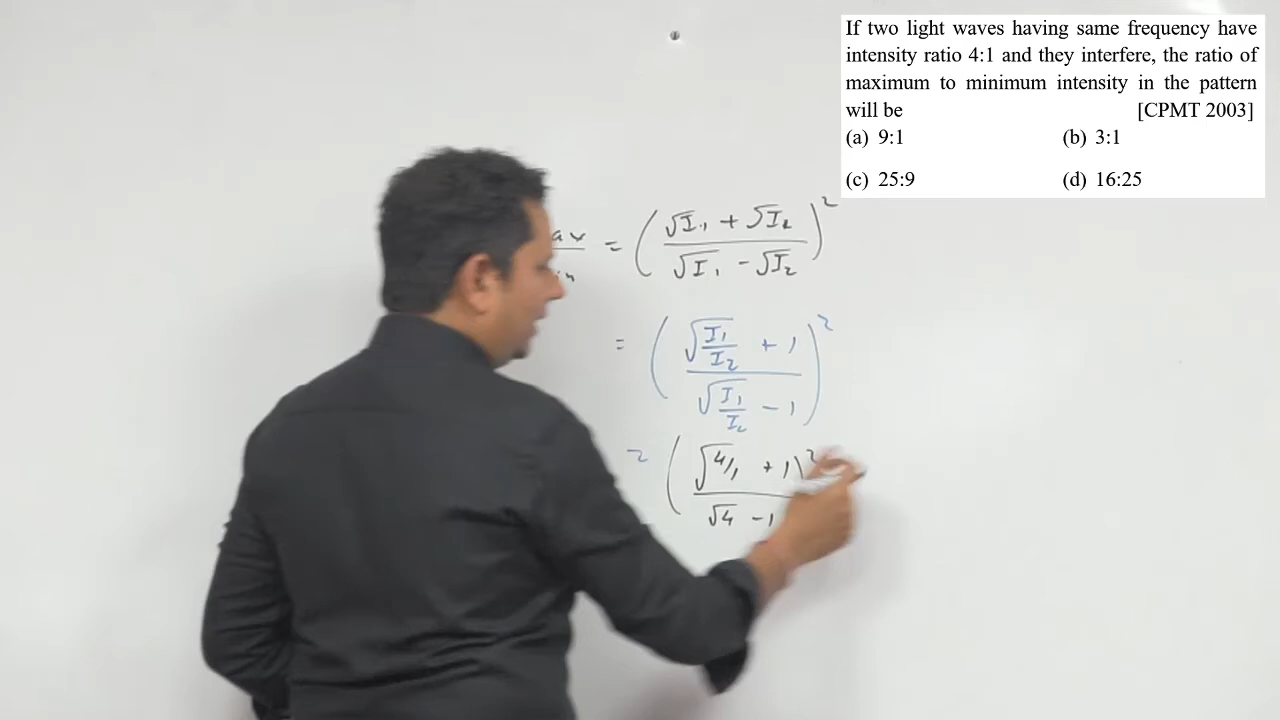 If two light waves having same frequency have
intensity ratio 4:1 and they interfere, the ratio of
maximum to minimum intensity in the pattern
will be [CPMT 2003]
(a) 9:1 (b) 3:1
(c) 25:9 (d) 16:25
= ( (√I₁ + √I₂) / (√I₁ - √I₂) )²
= ( (√(I₁/I₂) + 1) / (√(I₁/I₂) - 1) )²
= ( (√4/1 + 1) / (√4 - 1 )²